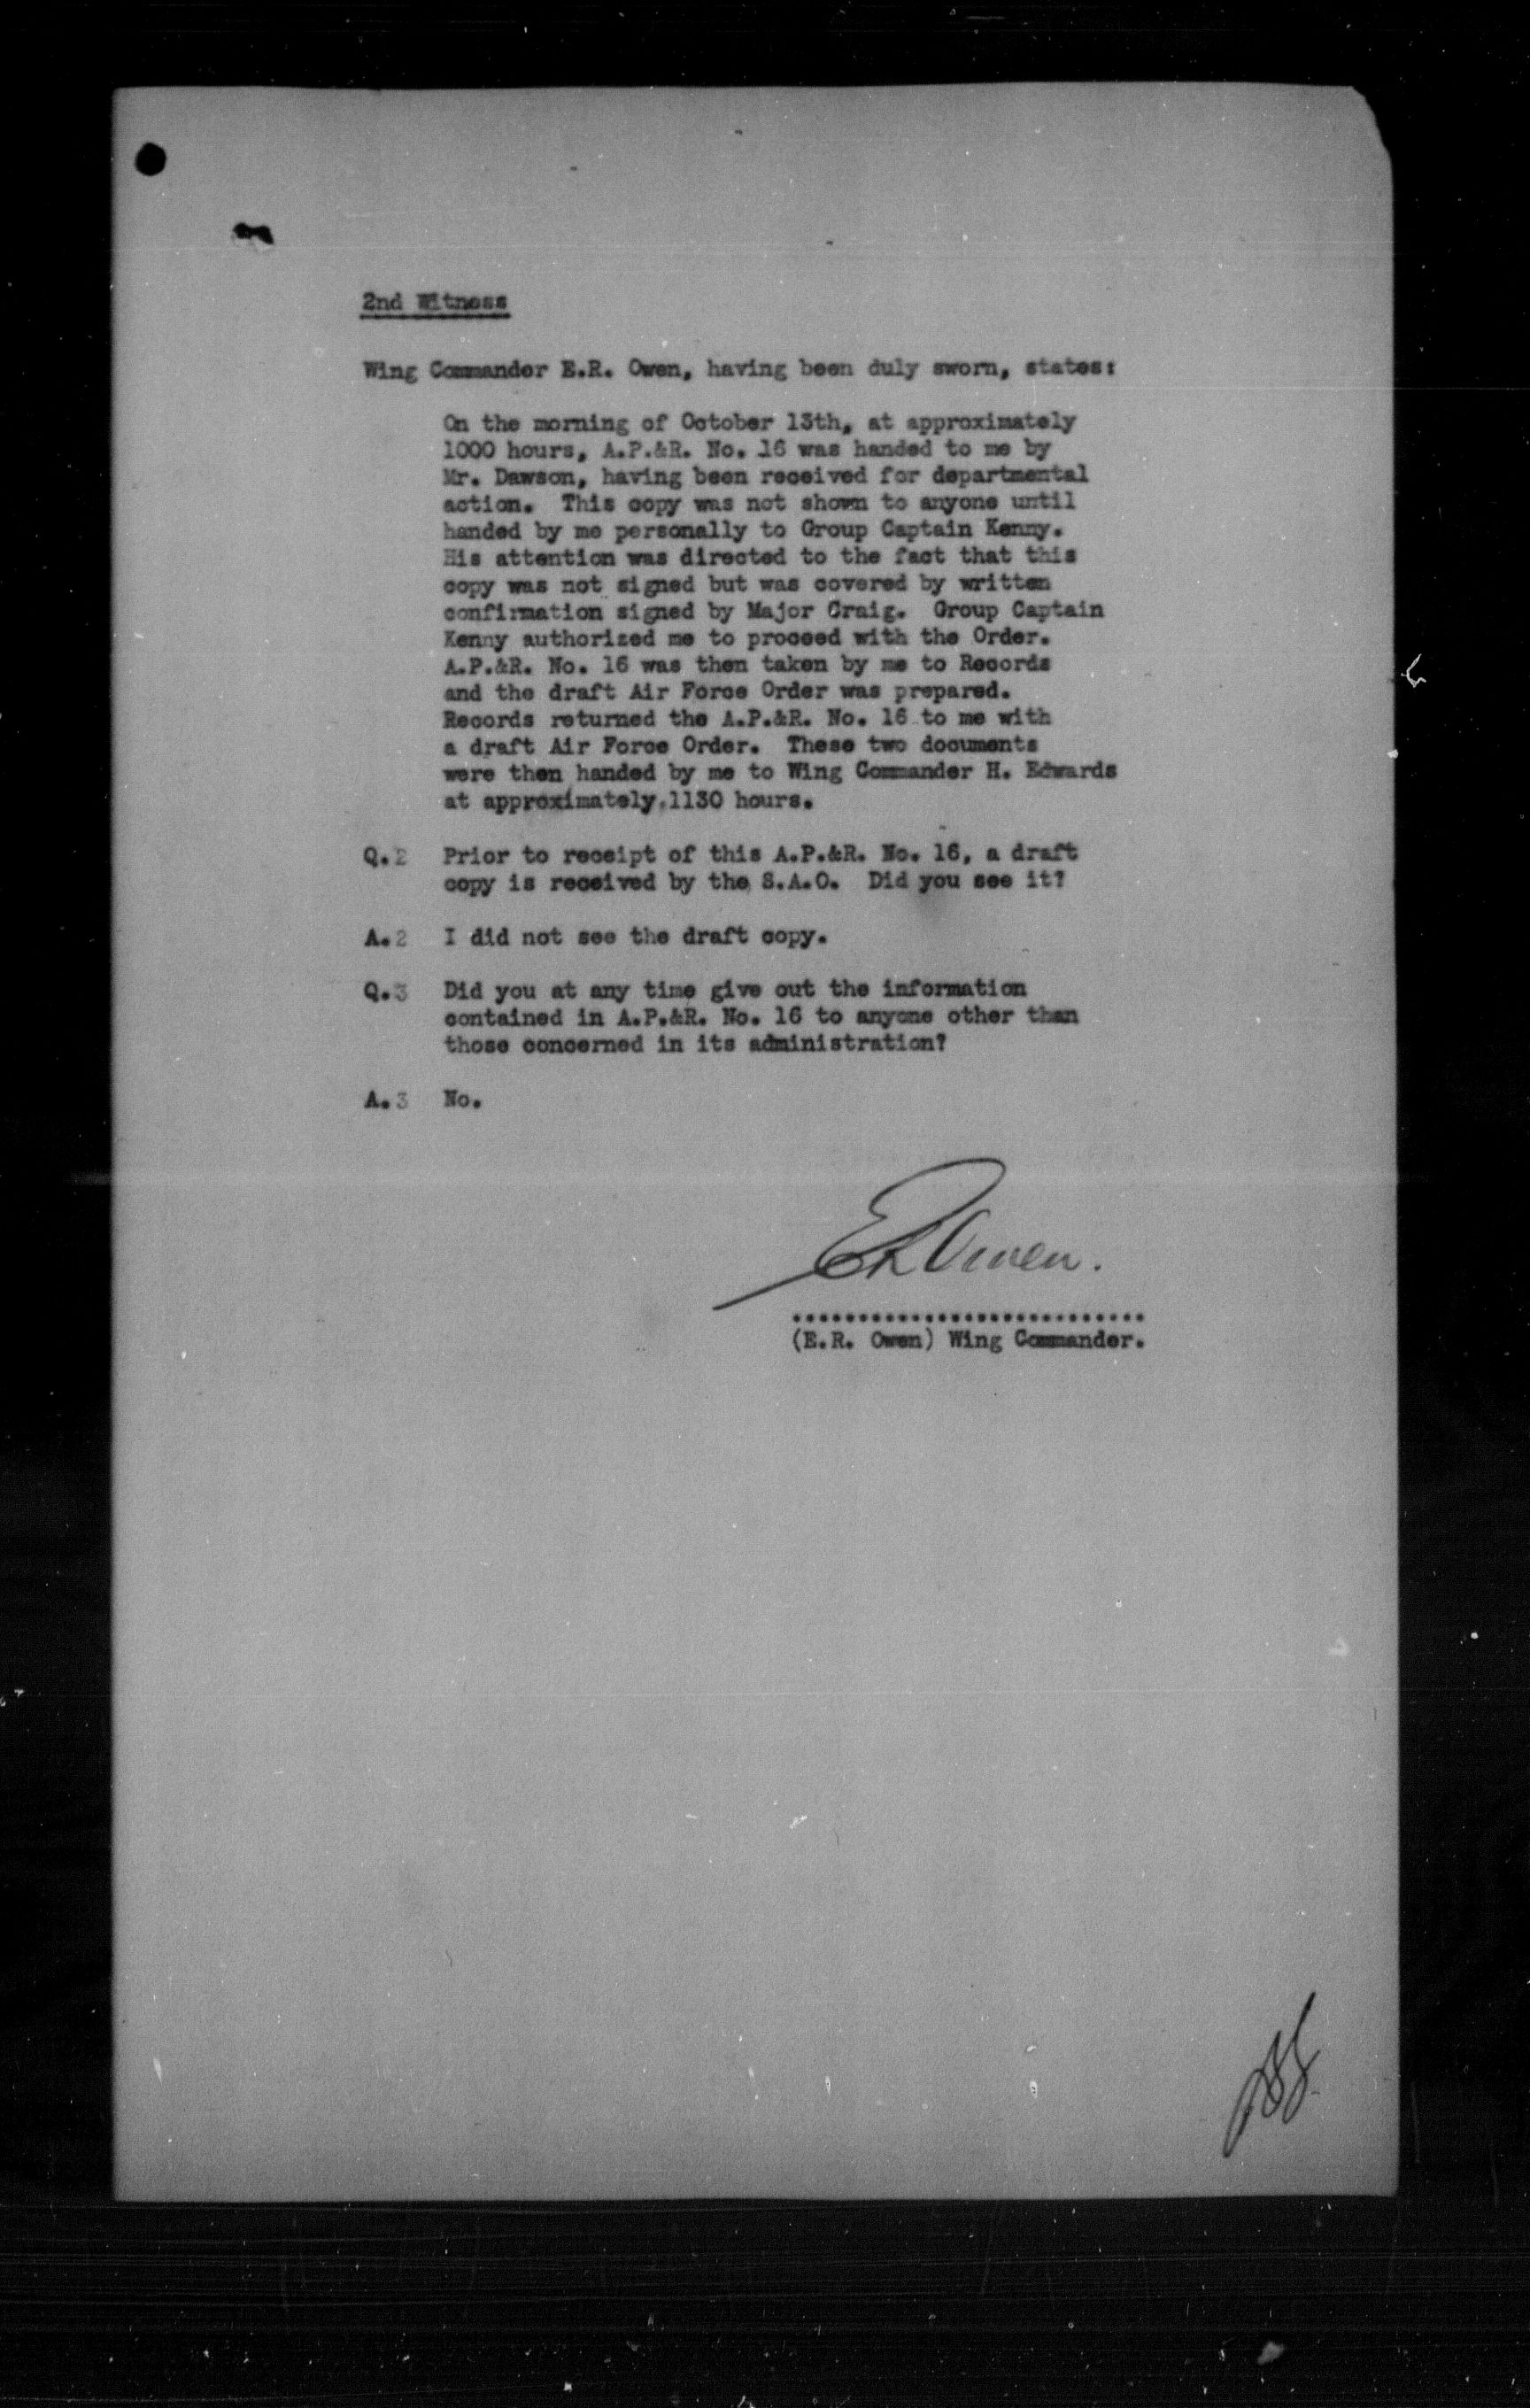 2nd Witness
Wing Commander E.R. Owen, having been duly sworn, states:
On the morning of October 13th, at approximately
1000 hours, A.P.&R. No. 16 was handed to me by
Mr. Dawson, having been received for departmental
action. This copy was not shown to anyone until
handed by me personally to Group Captain Kenny.
His attention was directed to the fact that this
copy was not signed but was covered by written
confirmation signed by Major Craig. Group Captain
Kenny authorized me to proceed with the Order.
A.P.&R. No. 16 was then taken by me to Records
and the draft Air Force Order was prepared.
Records returned the A.P.&R. No. 16 to me with
a draft Air Force Order. These two documents
were then handed by me to Wing Commander H. Edwards
at approximately 1130 hours.
Q.2 Prior to receipt of this A.P.&R. No. 16, a draft
copy is received by the S.A.O. Did you see it?
A.2 I did not see the draft copy.
Q.3 Did you at any time give out the information
contained in A.P.&R. No. 16 to anyone other than
those concerned in its administration?
A.3 No.
ER Owen.
(E.R. Owen) Wing Commander.